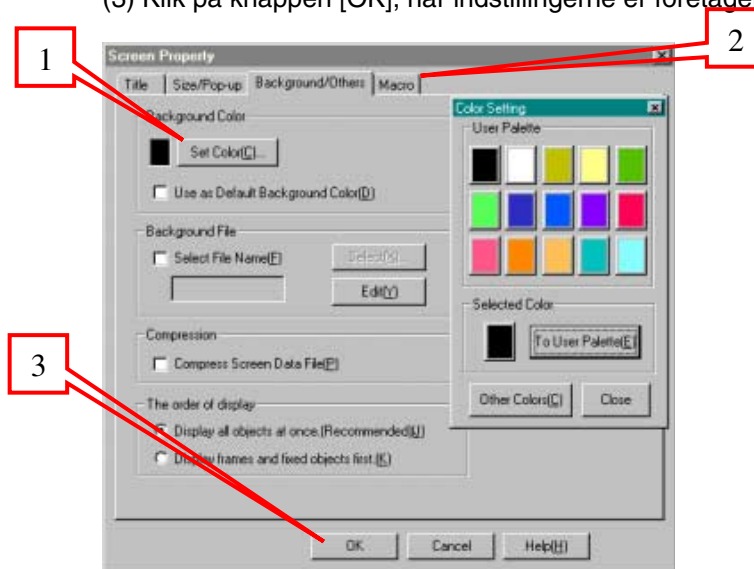 (3) Klik på knappen [OK], når indstillingerne er foretage
1
2
Screen Property
Title Size/Pop-up Background/Others Macro
Background Color
Set Color(C)...
Use as Default Background Color(D)
Background File
Select File Name(F)
Select(S)...
Edit(Y)
Compression
Compress Screen Data File(P)
3
The order of display
Display all objects at once.(Recommended)(U)
Display frames and fixed objects first.(K)
OK Cancel Help(H)
Color Setting
User Palette
Selected Color
To User Palette(E)
Other Colors(C) Close